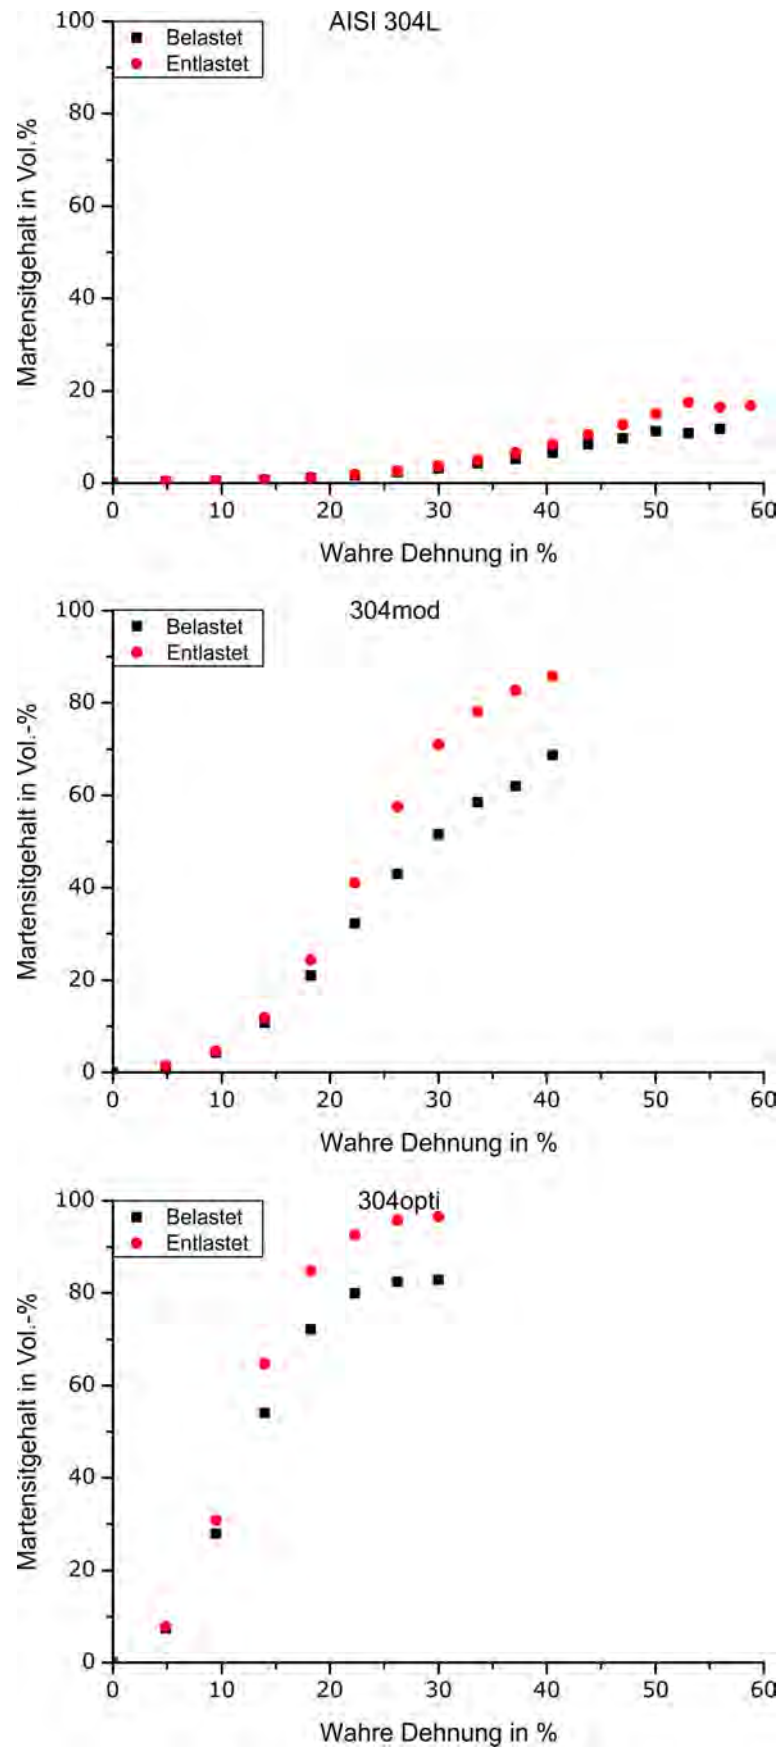 AISI 304L
Belastet
Entlastet
Martensitgehalt in Vol.%
100
80
60
40
20
0
0 10 20 30 40 50 60
Wahre Dehnung in %
304mod
Belastet
Entlastet
Martensitgehalt in Vol.-%
100
80
60
40
20
0
0 10 20 30 40 50 60
Wahre Dehnung in %
304opti
Belastet
Entlastet
Martensitgehalt in Vol.-%
100
80
60
40
20
0
0 10 20 30 40 50 60
Wahre Dehnung in %